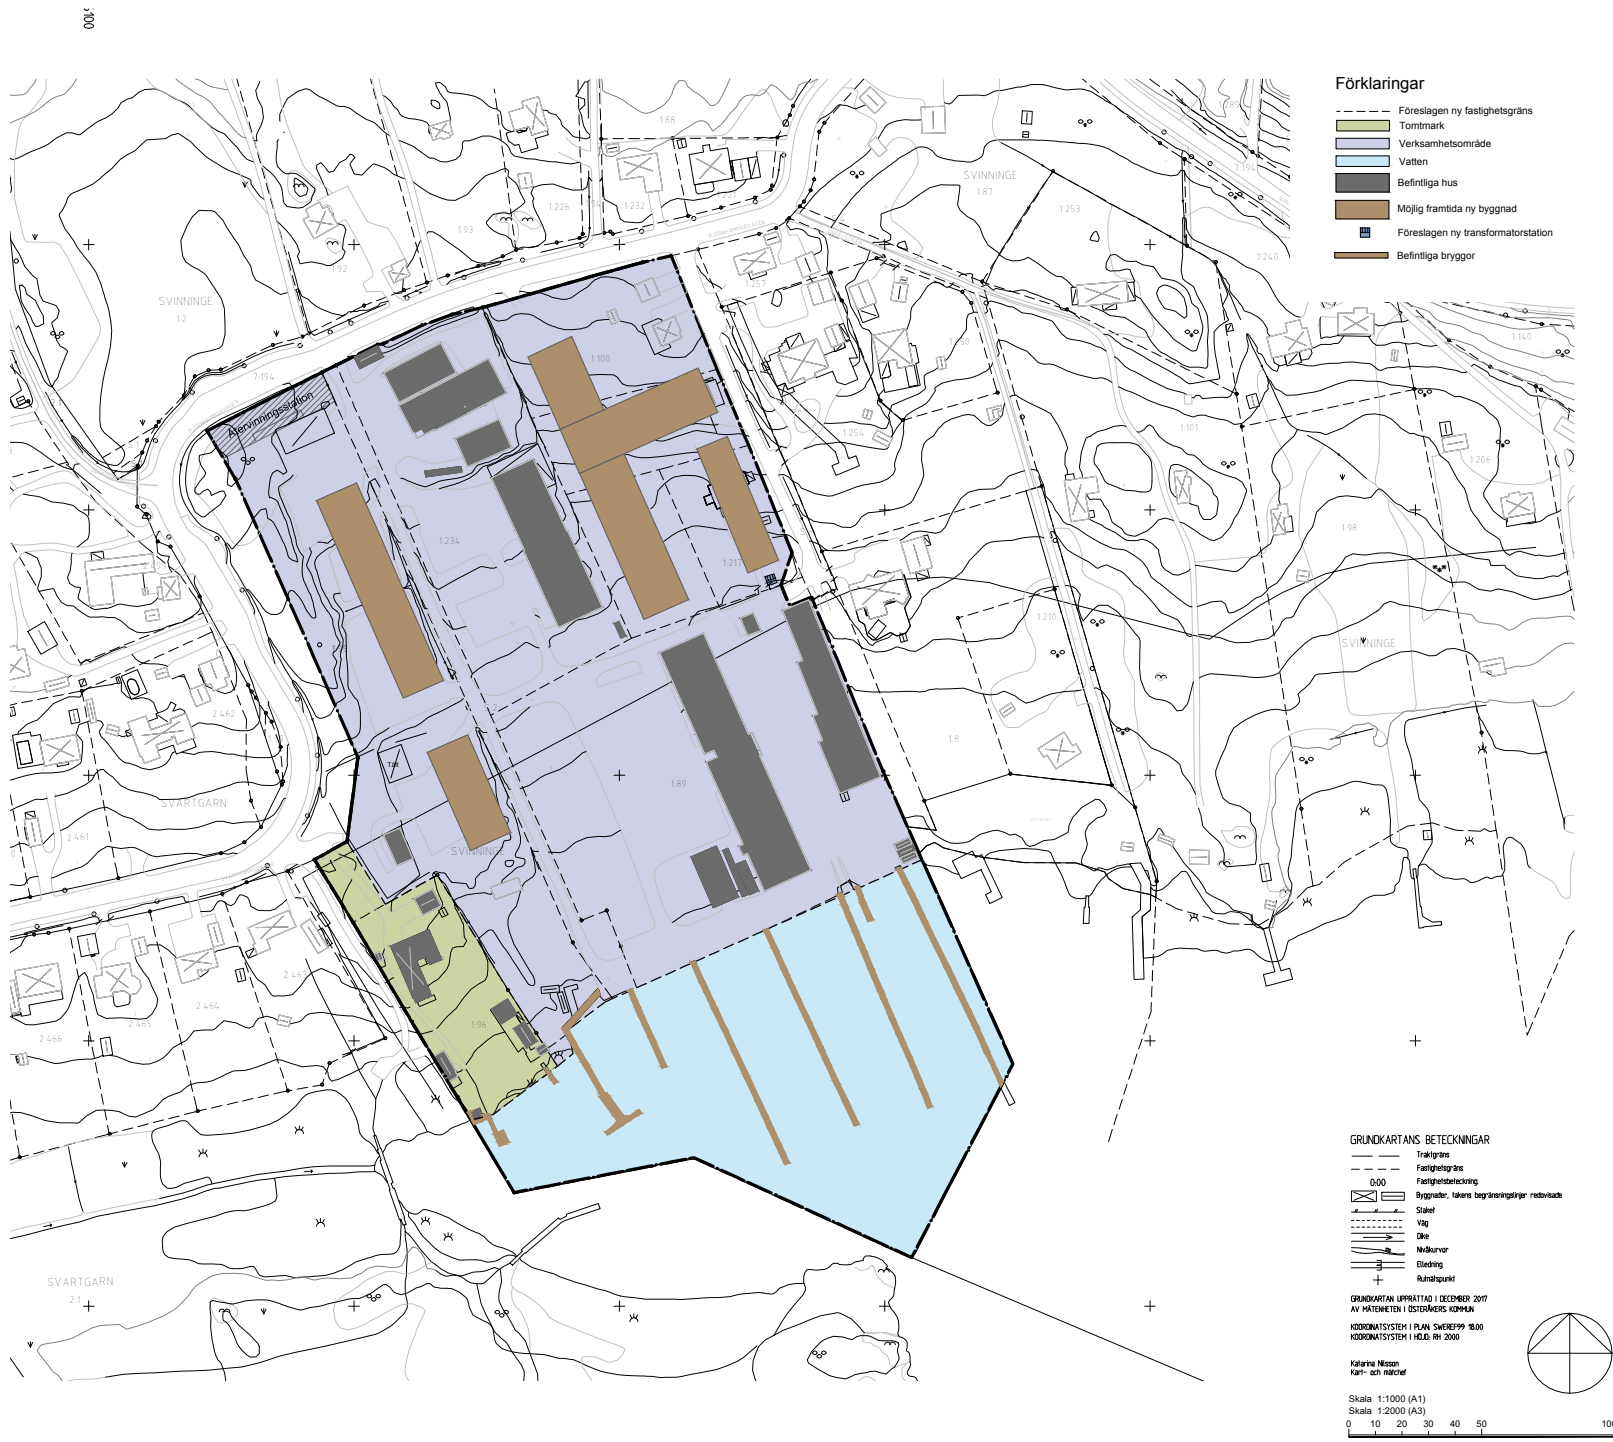 :100
Förklaringar
Föreslagen ny fastighetsgräns
Tomtmark
Verksamhetsområde
Vatten
Befintliga hus
Möjlig framtida ny byggnad
Föreslagen ny transformatorstation
Befintliga bryggor
1:289
1:88
SVINNINGE
1:87
7:194
1:253
1:226
1:232
1:93
1:92
1:240
SVINNINGE
1:2
1:257
7:194
1:100
1:140
Återvinningsstation
1:254
1:101
1:206
1:98
1:234
1:217
1:210
SVINNINGE
2:462
1:8
Tält
1:89
SVARTGARN
2:461
SVINNINGE
2:463
2:464
2:465
2:466
1:96
SVARTGARN
2:1
GRUNDKARTANS BETECKNINGAR
Traktgräns
Fastighetsgräns
0:00 Fastighetsbeteckning.
Byggnader, takens begränsningslinjer redovisade
Staket
Väg
Dike
Nivåkurvor
Elledning
Rutnätspunkt
GRUNDKARTAN UPPRÄTTAD I DECEMBER 2017
AV MÄTENHETEN I ÖSTERÅKERS KOMMUN
KOORDINATSYSTEM I PLAN: SWEREF99 18.00
KOORDINATSYSTEM I HÖJD: RH 2000
Katarina Nilsson
Kart- och mätchef
Skala 1:1000 (A1)
Skala 1:2000 (A3)
0 10 20 30 40 50